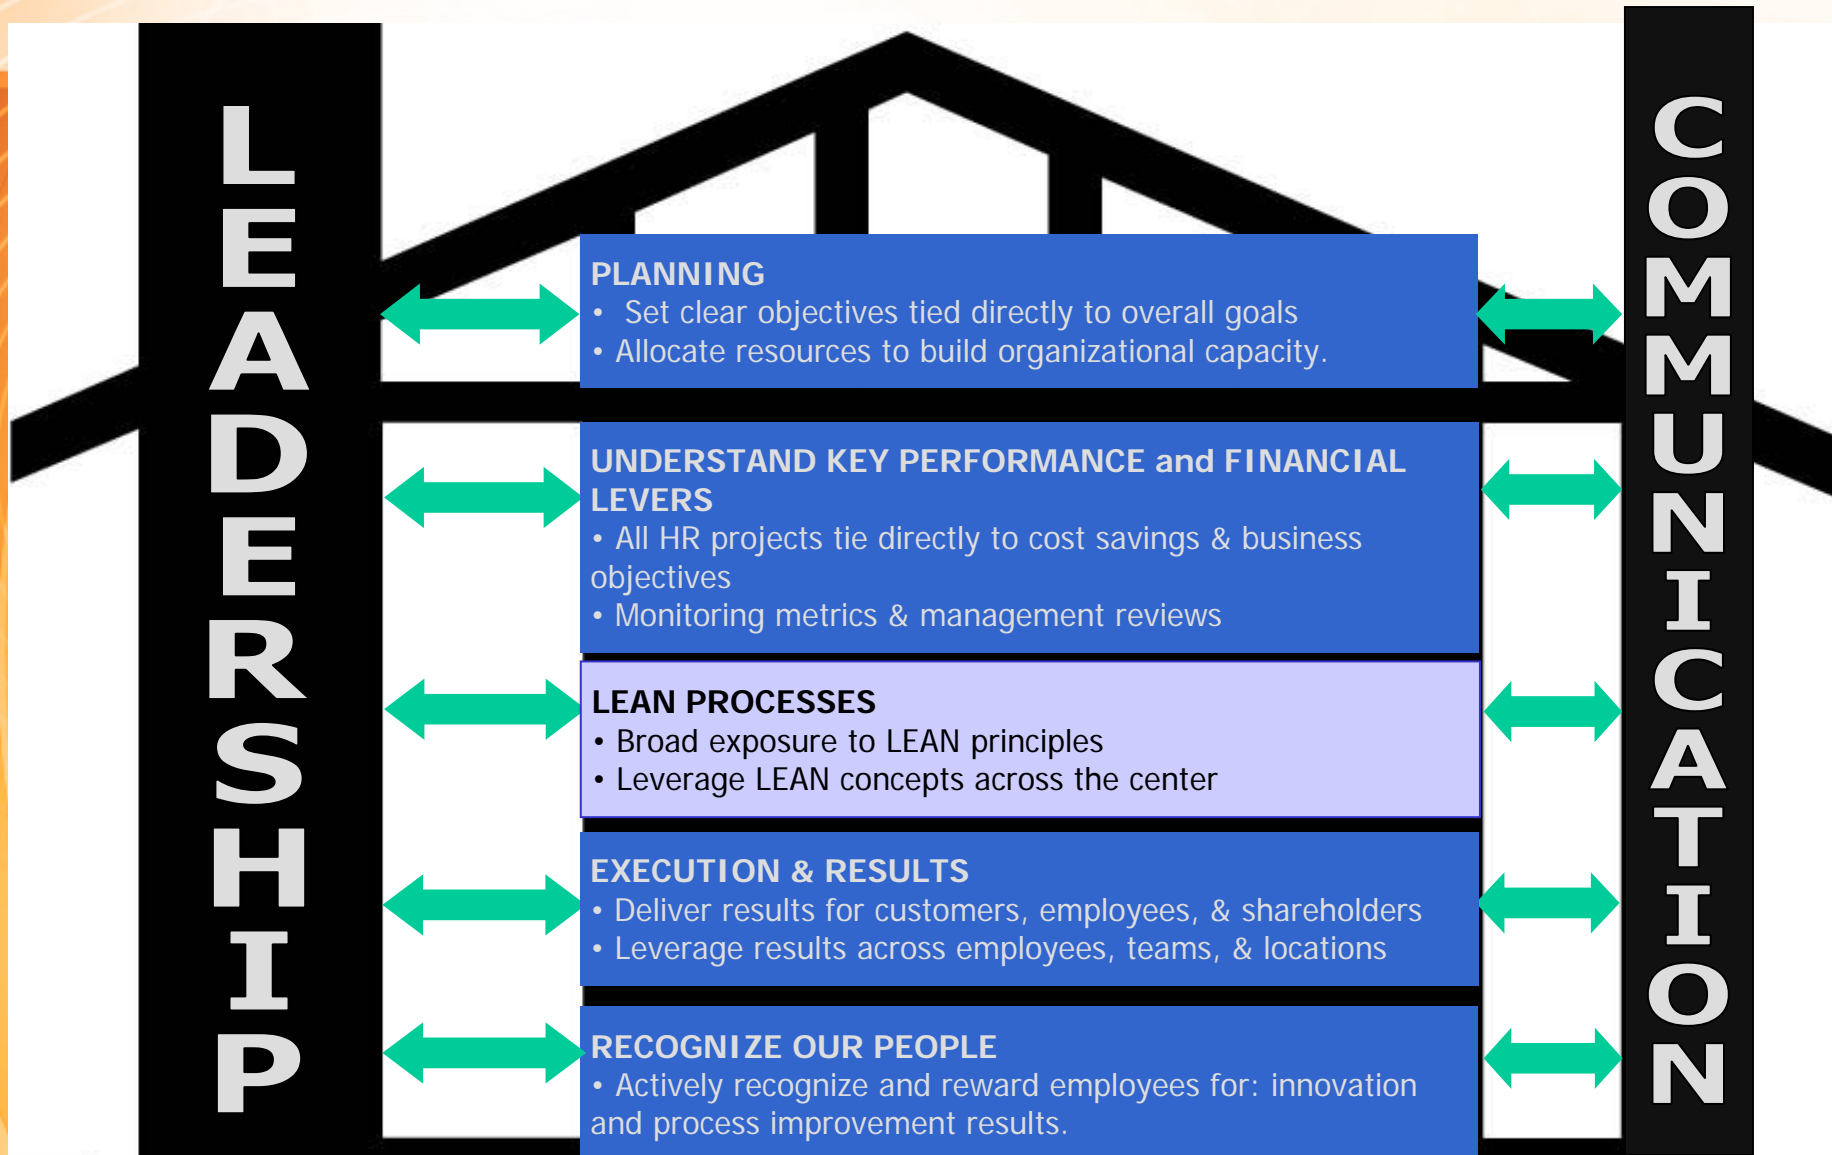 LEADERSHIP
PLANNING
• Set clear objectives tied directly to overall goals
• Allocate resources to build organizational capacity.
UNDERSTAND KEY PERFORMANCE and FINANCIAL
LEVERS
• All HR projects tie directly to cost savings & business
objectives
• Monitoring metrics & management reviews
LEAN PROCESSES
• Broad exposure to LEAN principles
• Leverage LEAN concepts across the center
EXECUTION & RESULTS
• Deliver results for customers, employees, & shareholders
• Leverage results across employees, teams, & locations
RECOGNIZE OUR PEOPLE
• Actively recognize and reward employees for: innovation
and process improvement results.
COMMUNICATION